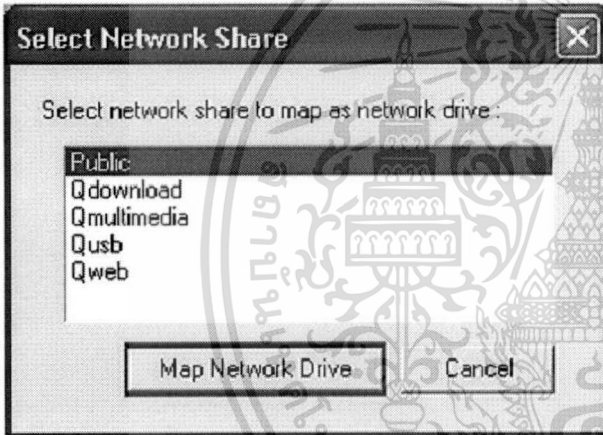 Select Network Share
Select network share to map as network drive :
Public
Qdownload
Qmultimedia
Qusb
Qweb
Map Network Drive
Cancel